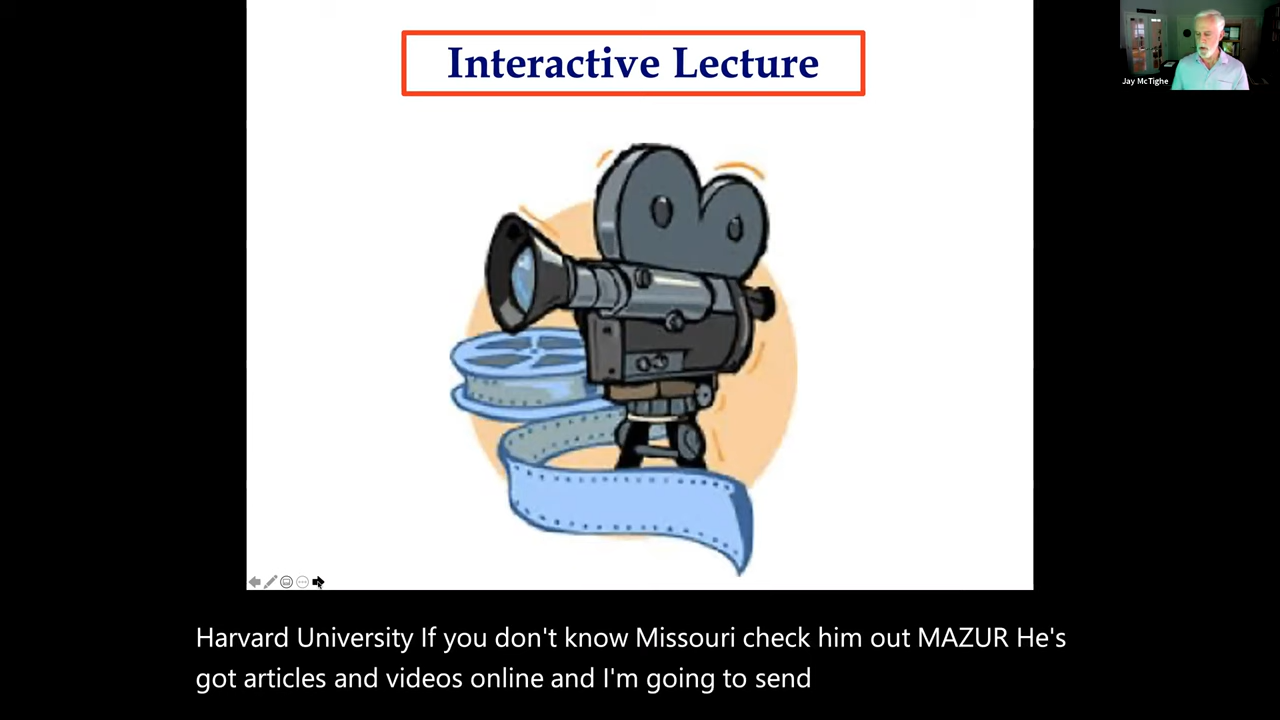 Interactive Lecture
Jay McTighe
Harvard University If you don't know Missouri check him out MAZUR He's
got articles and videos online and I'm going to send